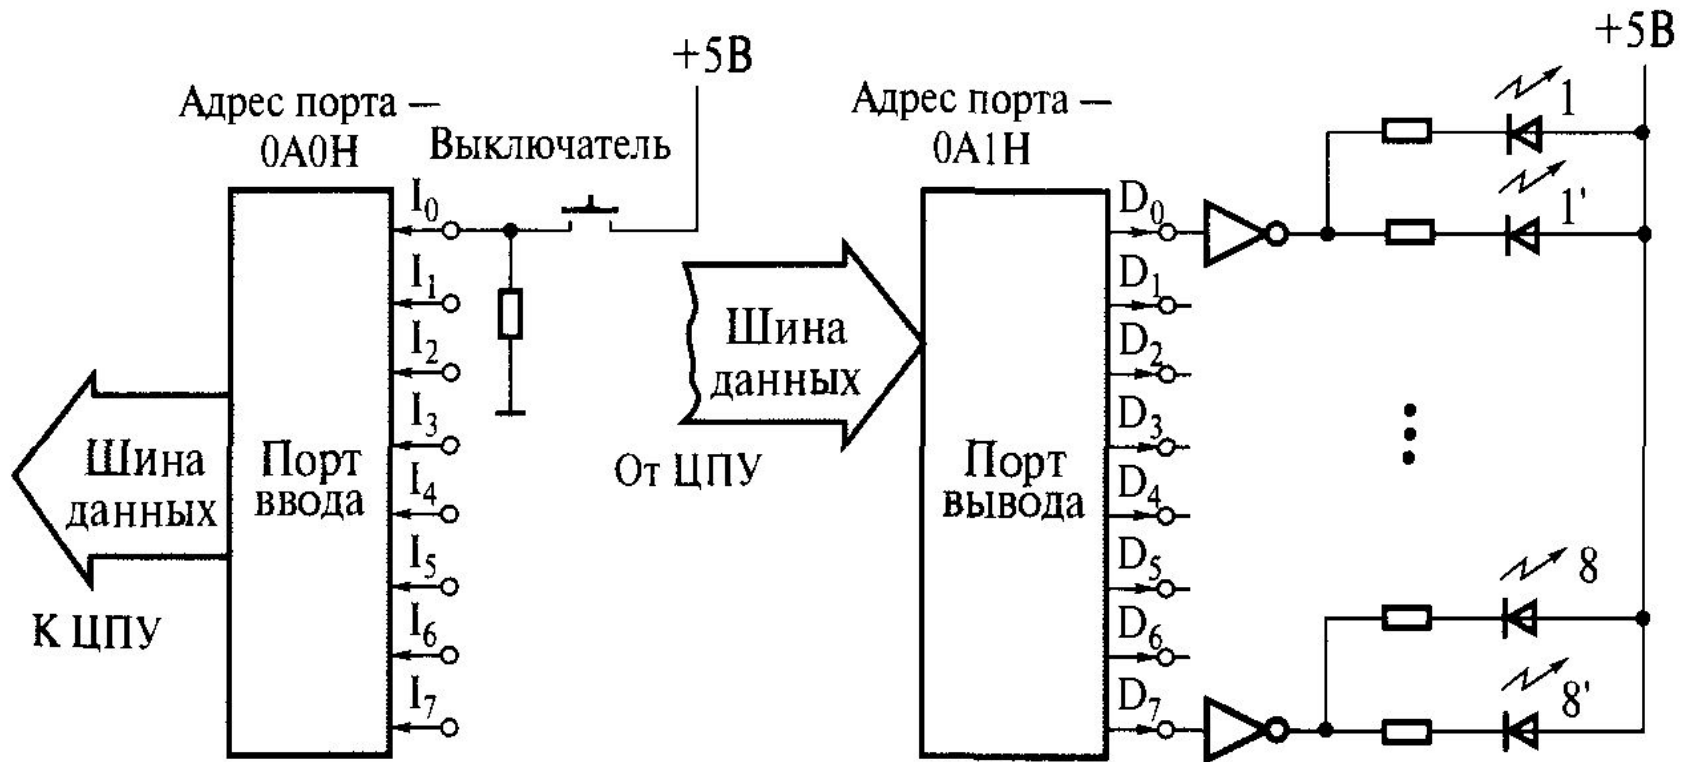 +5В
Адрес порта —
0A0H
Выключатель
I₀
I₁
I₂
I₃
I₄
I₅
I₆
I₇
Порт
ввода
Шина
данных
К ЦПУ
Адрес порта —
0A1H
Шина
данных
От ЦПУ
Порт
вывода
D₀
D₁
D₂
D₃
D₄
D₅
D₆
D₇
+5В
1
1'
8
8'